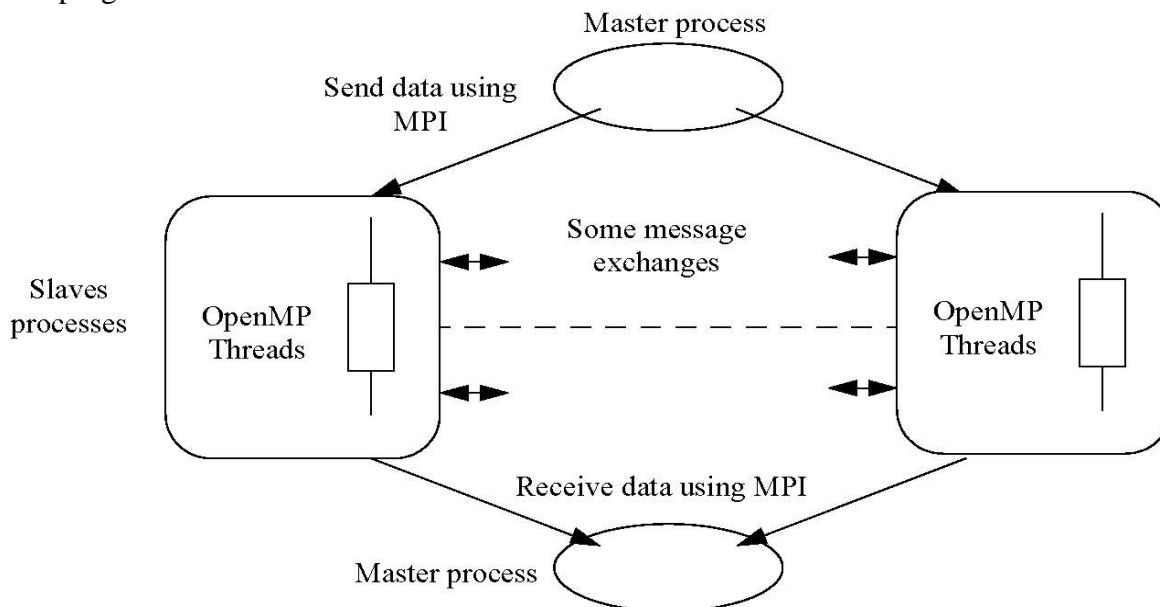 Master process
Send data using
MPI
Some message
exchanges
Slaves
processes
OpenMP
Threads
OpenMP
Threads
Receive data using MPI
Master process